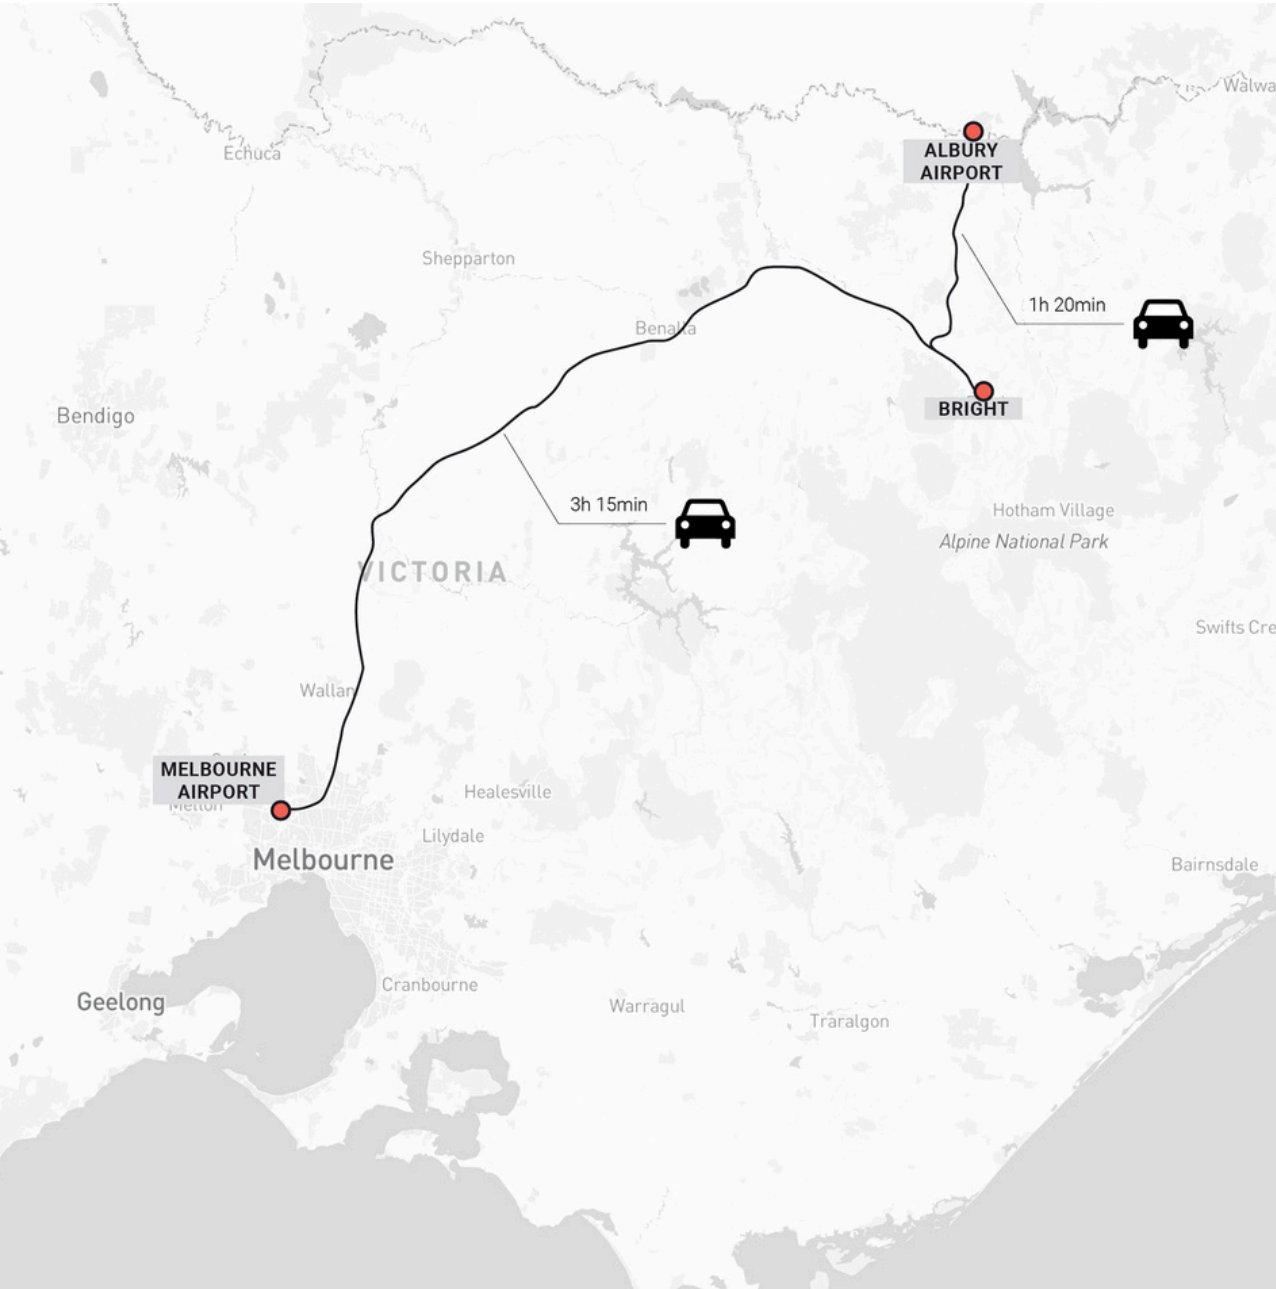 Walwa
ALBURY
AIRPORT
Echuca
Shepparton
1h 20min
Benalla
BRIGHT
Bendigo
3h 15min
Hotham Village
Alpine National Park
VICTORIA
Swifts Cre
Wallan
MELBOURNE
AIRPORT
Melton
Healesville
Lilydale
Melbourne
Bairnsdale
Cranbourne
Geelong
Warragul
Traralgon